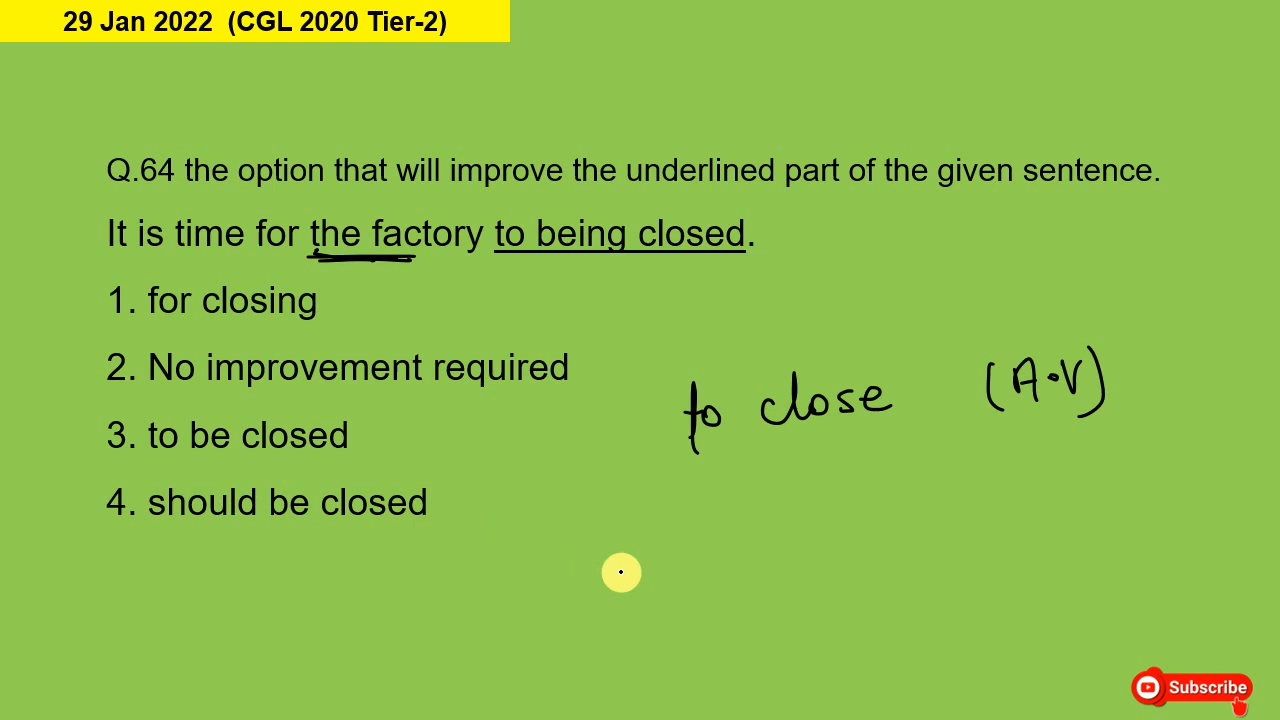 29 Jan 2022 (CGL 2020 Tier-2)
Q.64 the option that will improve the underlined part of the given sentence.
It is time for the factory to being closed.
1. for closing
2. No improvement required
3. to be closed
4. should be closed
to close (A.V)
Subscribe